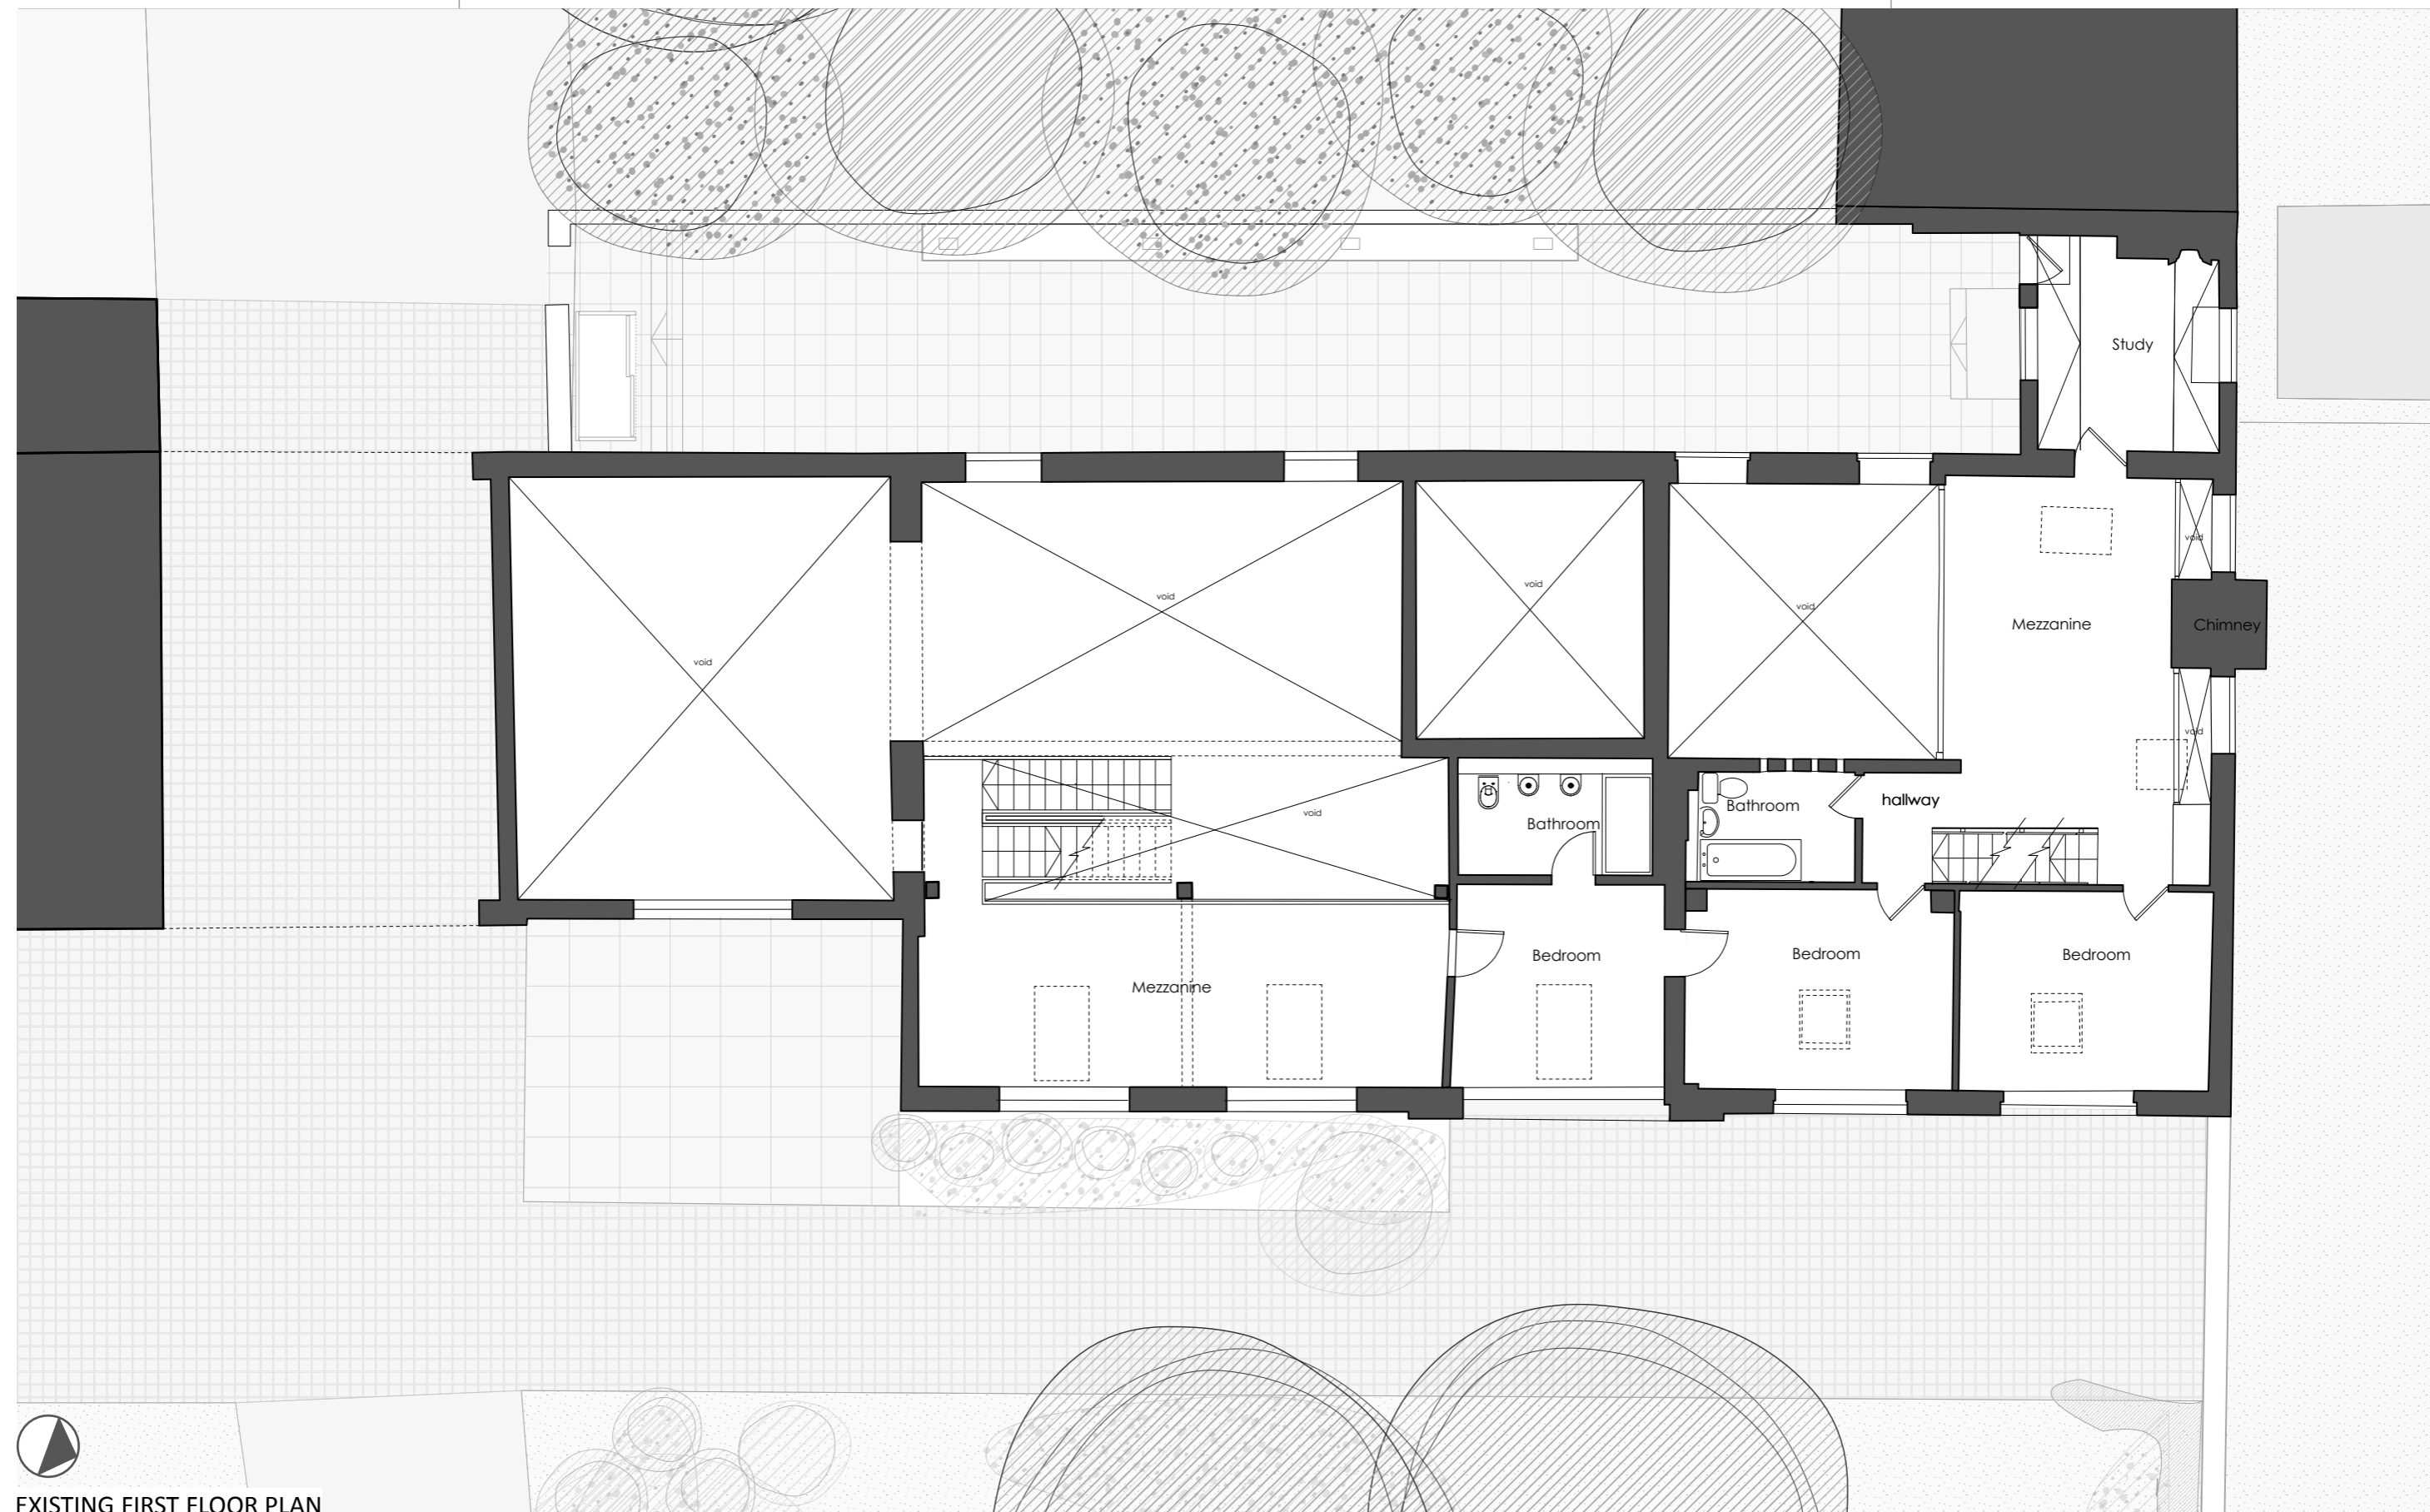 Study
void
void
void
void
void
Mezzanine
Chimney
void
void
Bathroom
hallway
Bathroom
Bedroom
Bedroom
Bedroom
Mezzanine
EXISTING FIRST FLOOR PLAN